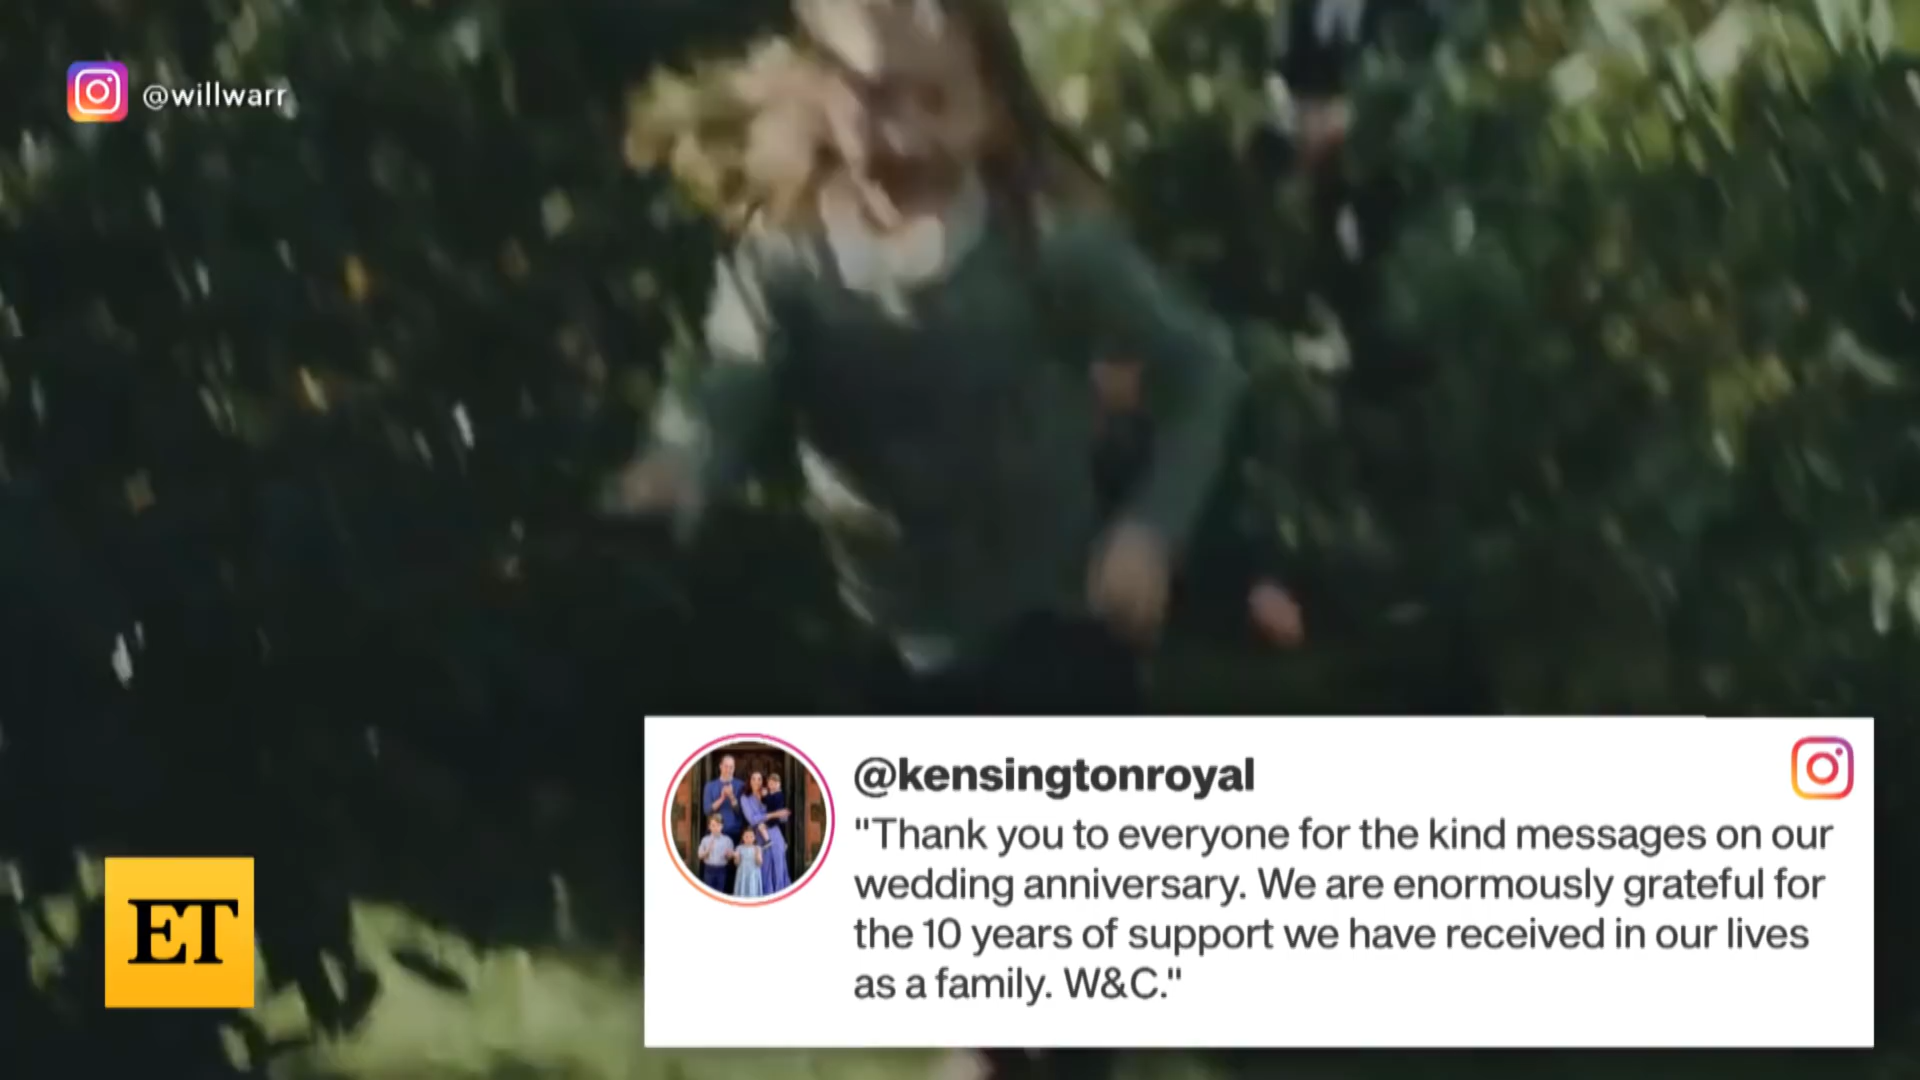 @willwarr
@kensingtonroyal
"Thank you to everyone for the kind messages on our
wedding anniversary. We are enormously grateful for
the 10 years of support we have received in our lives
as a family. W&C."
ET